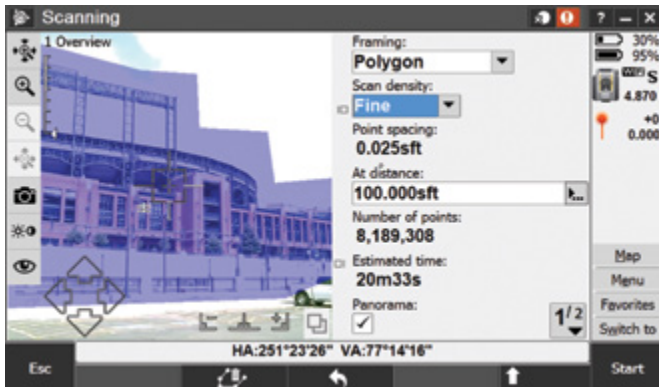 Scanning
? – X
1 Overview
Framing:
Polygon
Scan density:
Fine
Point spacing:
0.025sft
At distance:
100.000sft
Number of points:
8,189,308
Estimated time:
20m33s
Panorama:
1/2
30%
95%
S
4.870
+0
0.000
Map
Menu
Favorites
Switch to
HA:251°23'26" VA:77°14'16"
Esc
Start